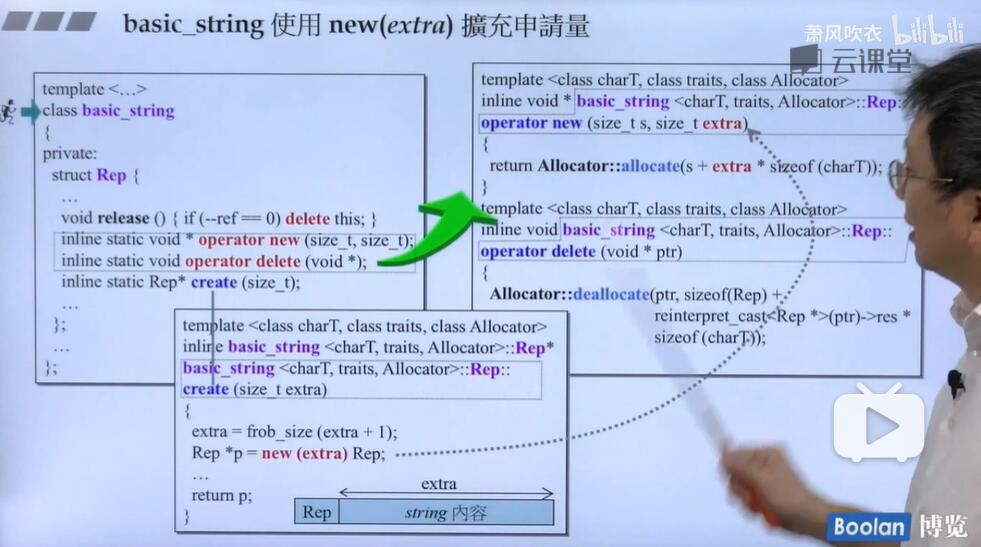 basic_string 使用 new(extra) 擴充申請量
萧风吹衣 bilibili
云课堂
template <…>
class basic_string
{
private:
struct Rep {
…
void release () { if (--ref == 0) delete this; }
inline static void * operator new (size_t, size_t);
inline static void operator delete (void *);
inline static Rep* create (size_t);
…
};
…
};
template <class charT, class traits, class Allocator>
inline void * basic_string <charT, traits, Allocator>::Rep::
operator new (size_t s, size_t extra)
{
return Allocator::allocate(s + extra * sizeof (charT));
}
template <class charT, class traits, class Allocator>
inline void basic_string <charT, traits, Allocator>::Rep::
operator delete (void * ptr)
{
Allocator::deallocate(ptr, sizeof(Rep) +
reinterpret_cast<Rep *>(ptr)->res *
sizeof (charT));
}
template <class charT, class traits, class Allocator>
inline basic_string <charT, traits, Allocator>::Rep*
basic_string <charT, traits, Allocator>::Rep::
create (size_t extra)
{
extra = frob_size (extra + 1);
Rep *p = new (extra) Rep;
…
return p;
}
extra
Rep string 內容
Boolan 博览